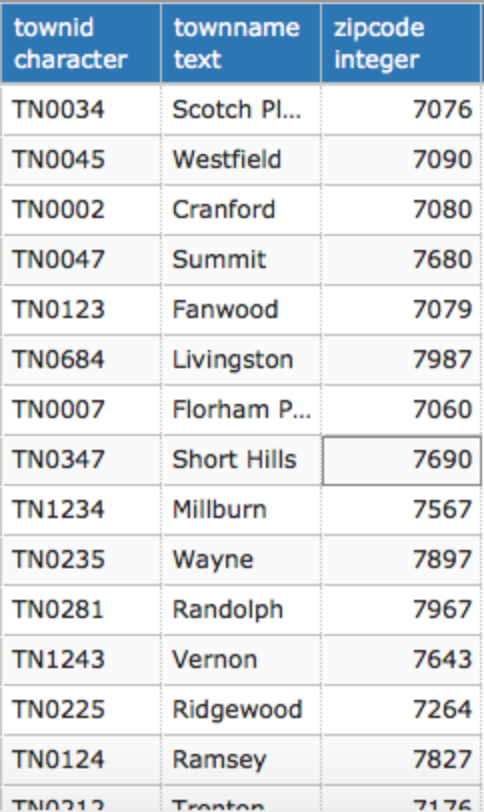 townid townname zipcode
character text integer
TN0034 Scotch Pl... 7076
TN0045 Westfield 7090
TN0002 Cranford 7080
TN0047 Summit 7680
TN0123 Fanwood 7079
TN0684 Livingston 7987
TN0007 Florham P... 7060
TN0347 Short Hills 7690
TN1234 Millburn 7567
TN0235 Wayne 7897
TN0281 Randolph 7967
TN1243 Vernon 7643
TN0225 Ridgewood 7264
TN0124 Ramsey 7827
TN0212 Trenton 7176